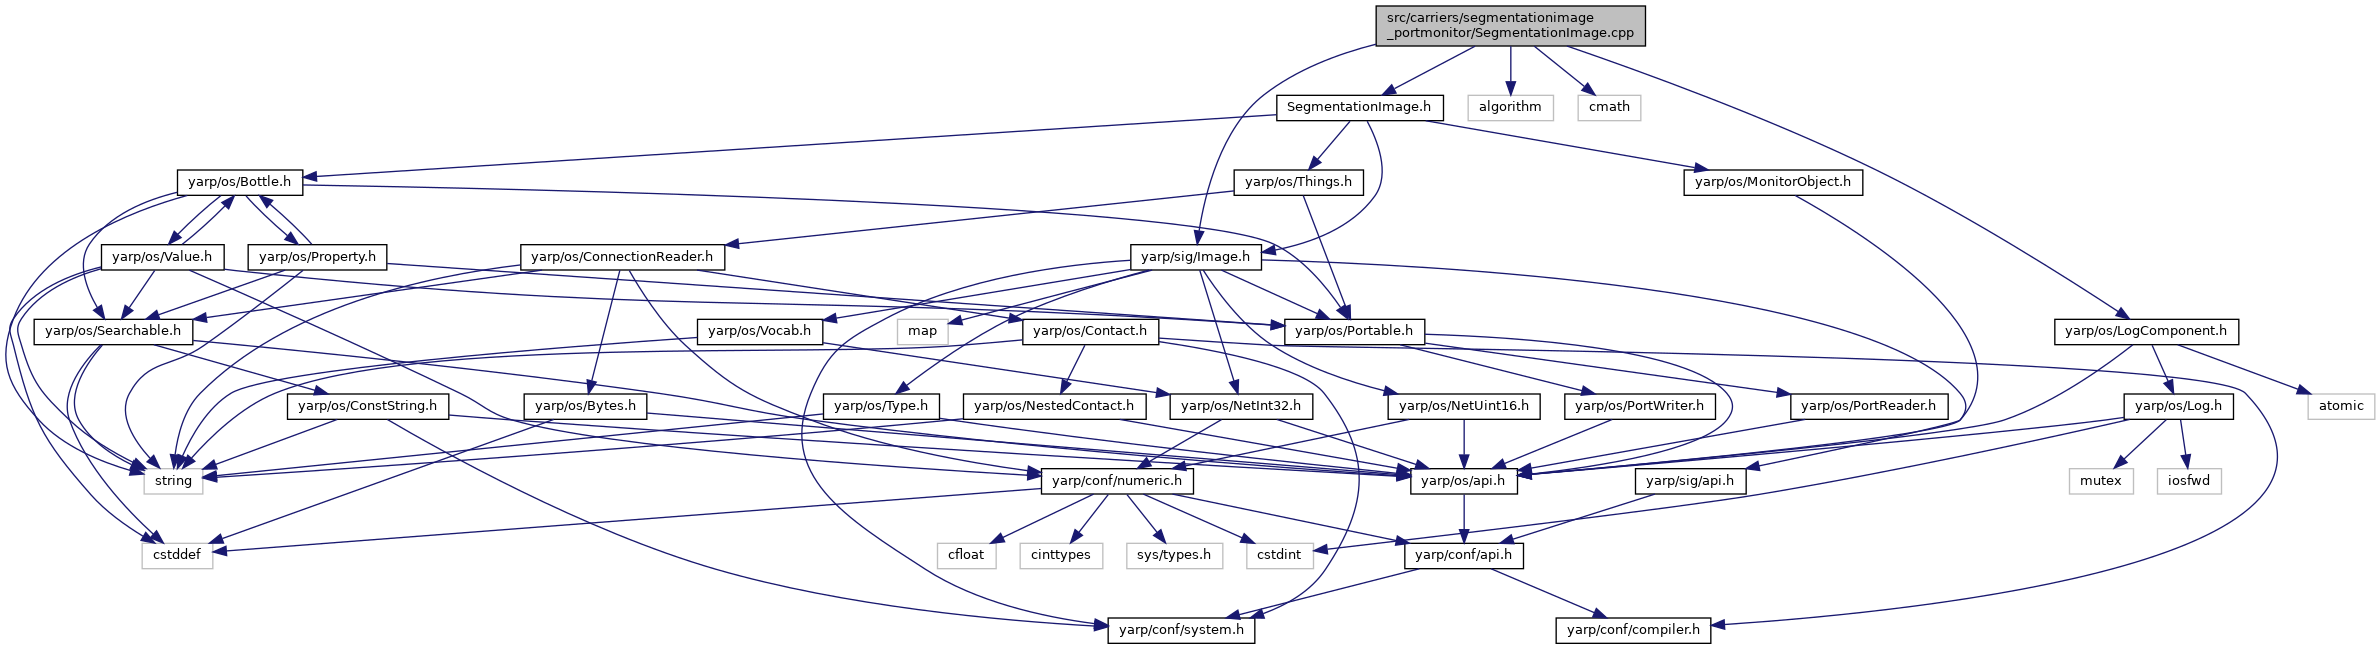 src/carriers/segmentationimage
_portmonitor/SegmentationImage.cpp
SegmentationImage.h
algorithm
cmath
yarp/os/Bottle.h
yarp/os/Things.h
yarp/os/MonitorObject.h
yarp/os/Value.h
yarp/os/Property.h
yarp/os/ConnectionReader.h
yarp/sig/Image.h
yarp/os/Searchable.h
yarp/os/Vocab.h
map
yarp/os/Contact.h
yarp/os/Portable.h
yarp/os/LogComponent.h
yarp/os/ConstString.h
yarp/os/Bytes.h
yarp/os/Type.h
yarp/os/NestedContact.h
yarp/os/NetInt32.h
yarp/os/NetUint16.h
yarp/os/PortWriter.h
yarp/os/PortReader.h
yarp/os/Log.h
atomic
string
yarp/conf/numeric.h
yarp/os/api.h
yarp/sig/api.h
mutex
iosfwd
cstddef
cfloat
cinttypes
sys/types.h
cstdint
yarp/conf/api.h
yarp/conf/system.h
yarp/conf/compiler.h